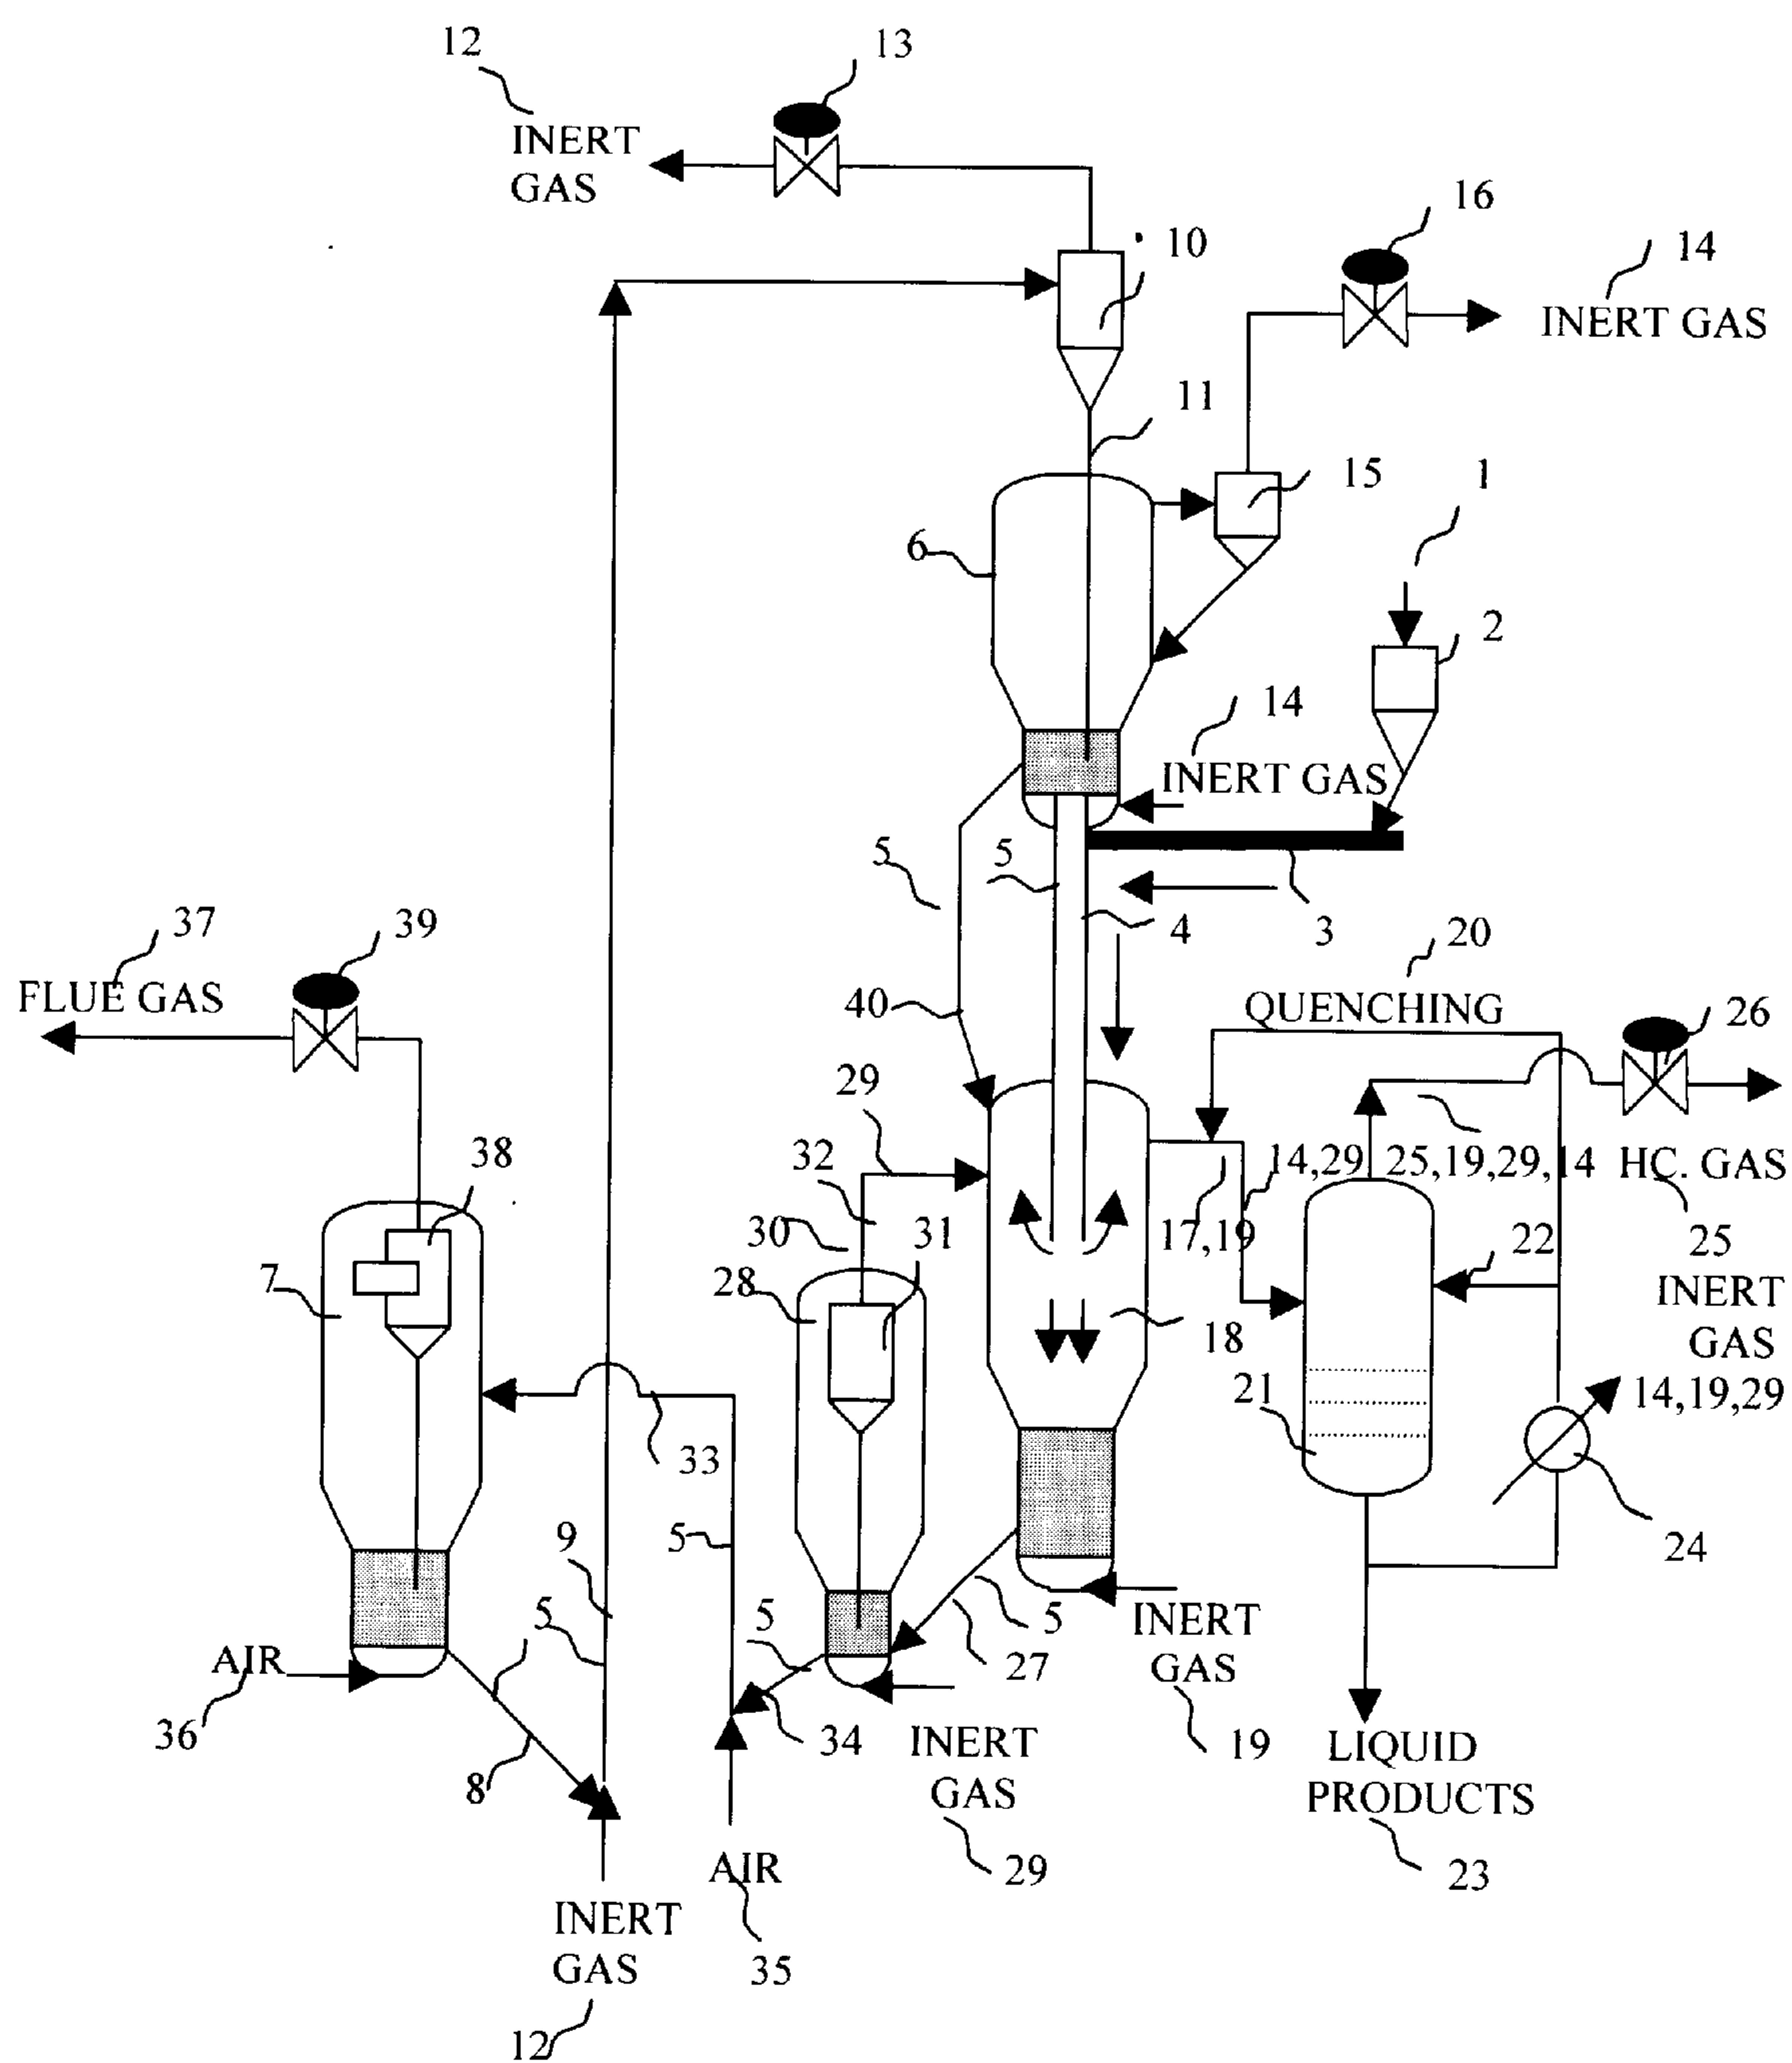 12
13
INERT
GAS
16
14
10
INERT GAS
11
15
1
6
2
14
INERT GAS
5
5
37
39
4
3
20
FLUE GAS
40
QUENCHING
26
29
38
32
14,29
25,19,29,14
HC. GAS
30
31
17,19
22
25
7
28
INERT
GAS
18
21
14,19,29
33
9
5
24
5
5
5
AIR
INERT
GAS
27
36
34
INERT
GAS
19
LIQUID
PRODUCTS
8
29
23
AIR
INERT
GAS
35
12